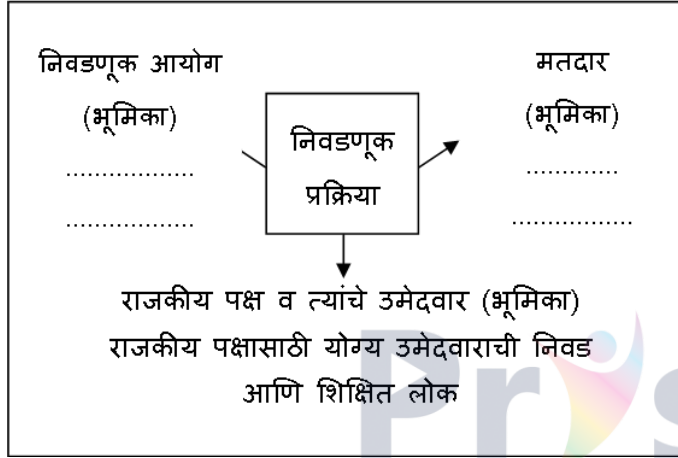 निवडणूक आयोग
(भूमिका)
..................
..................
निवडणूक
प्रक्रिया
मतदार
(भूमिका)
.............
.................
राजकीय पक्ष व त्यांचे उमेदवार (भूमिका)
राजकीय पक्षासाठी योग्य उमेदवाराची निवड
आणि शिक्षित लोक